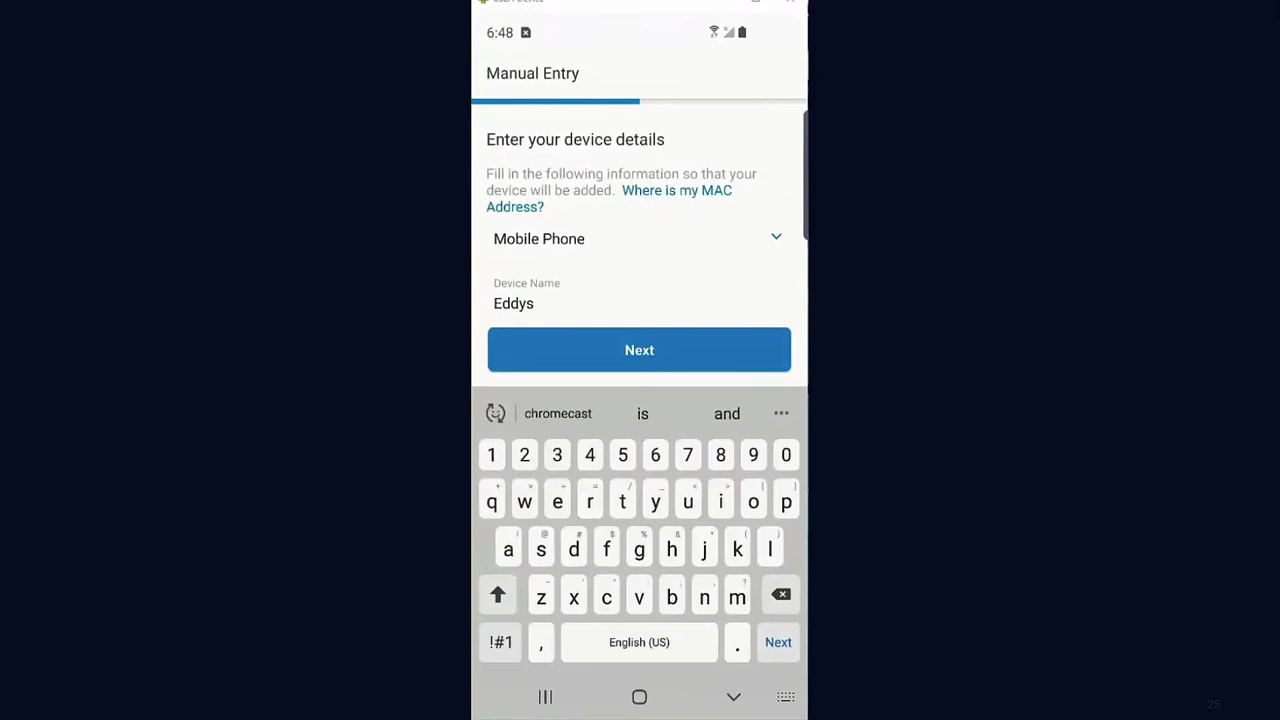 6:48
Manual Entry
Enter your device details
Fill in the following information so that your
device will be added. Where is my MAC
Address?
Mobile Phone
Device Name
Eddys
Next
chromecast is and •••
1 2 3 4 5 6 7 8 9 0
q w e r t y u i o p
a s d f g h j k l
z x c v b n m
!#1 , English (US) . Next
25